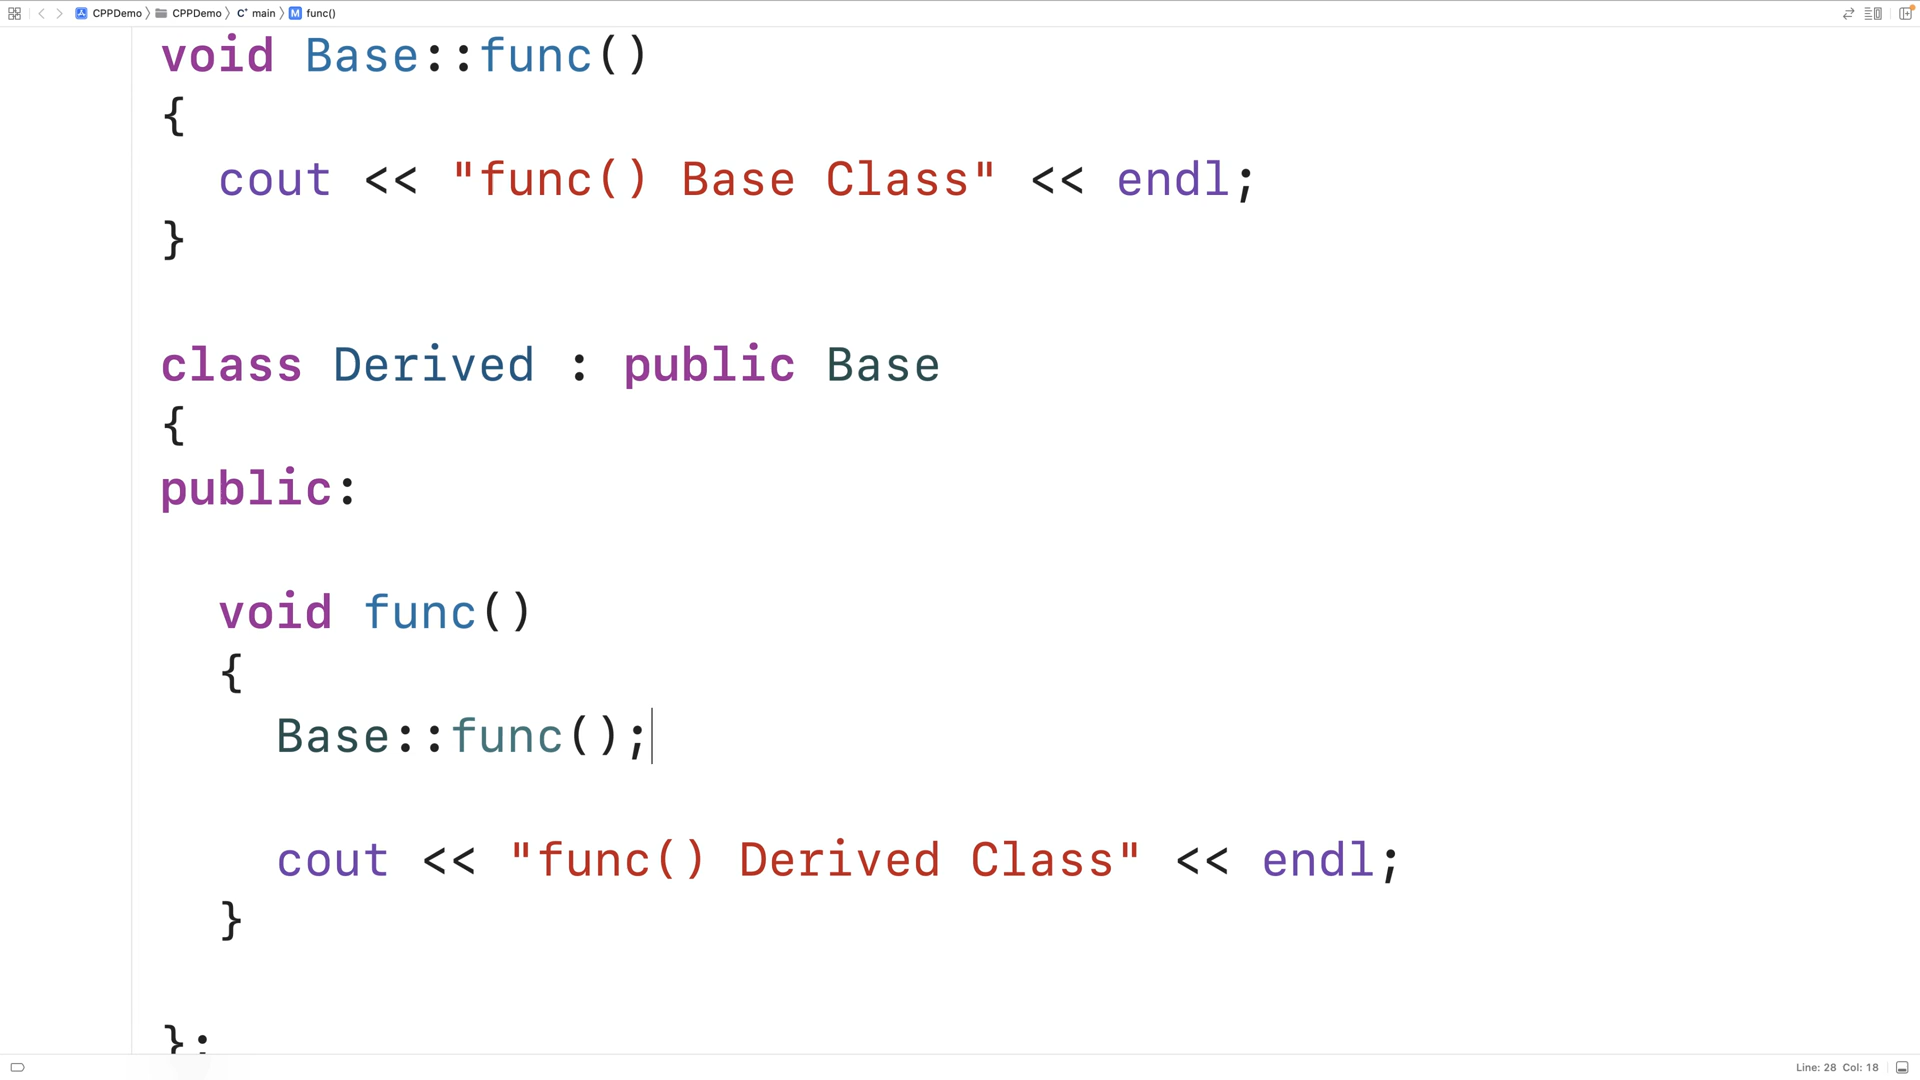 CPPDemo CPPDemo C+ main M func()
void Base::func()
{
cout << "func() Base Class" << endl;
}
class Derived : public Base
{
public:
void func()
{
Base::func();
cout << "func() Derived Class" << endl;
}
};
Line: 28 Col: 18